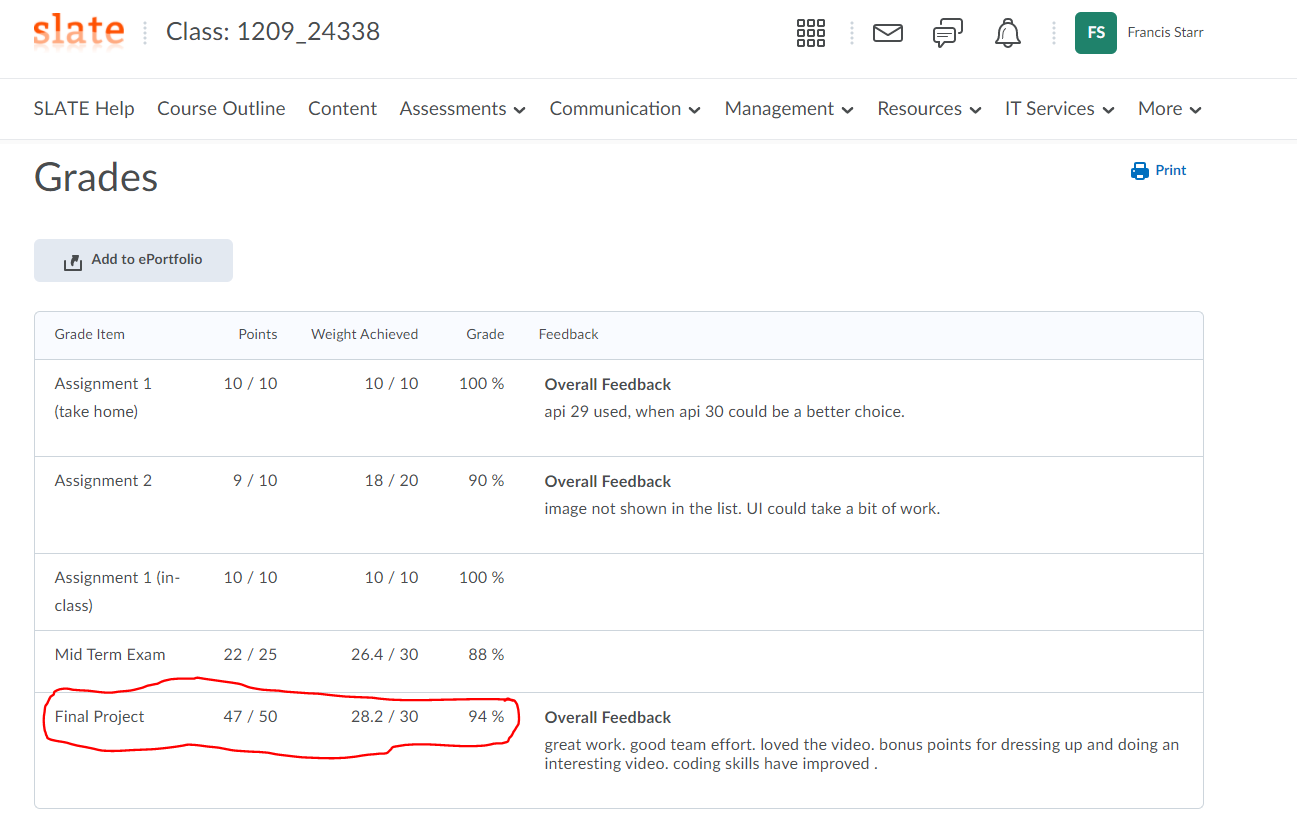 slate Class: 1209_24338 FS Francis Starr
SLATE Help Course Outline Content Assessments Communication Management Resources IT Services More
Grades Print
Add to ePortfolio
Grade Item Points Weight Achieved Grade Feedback
Assignment 1 10 / 10 10 / 10 100 % Overall Feedback
(take home) api 29 used, when api 30 could be a better choice.
Assignment 2 9 / 10 18 / 20 90 % Overall Feedback
image not shown in the list. UI could take a bit of work.
Assignment 1 (in- 10 / 10 10 / 10 100 %
class)
Mid Term Exam 22 / 25 26.4 / 30 88 %
Final Project 47 / 50 28.2 / 30 94 % Overall Feedback
great work. good team effort. loved the video. bonus points for dressing up and doing an
interesting video. coding skills have improved .